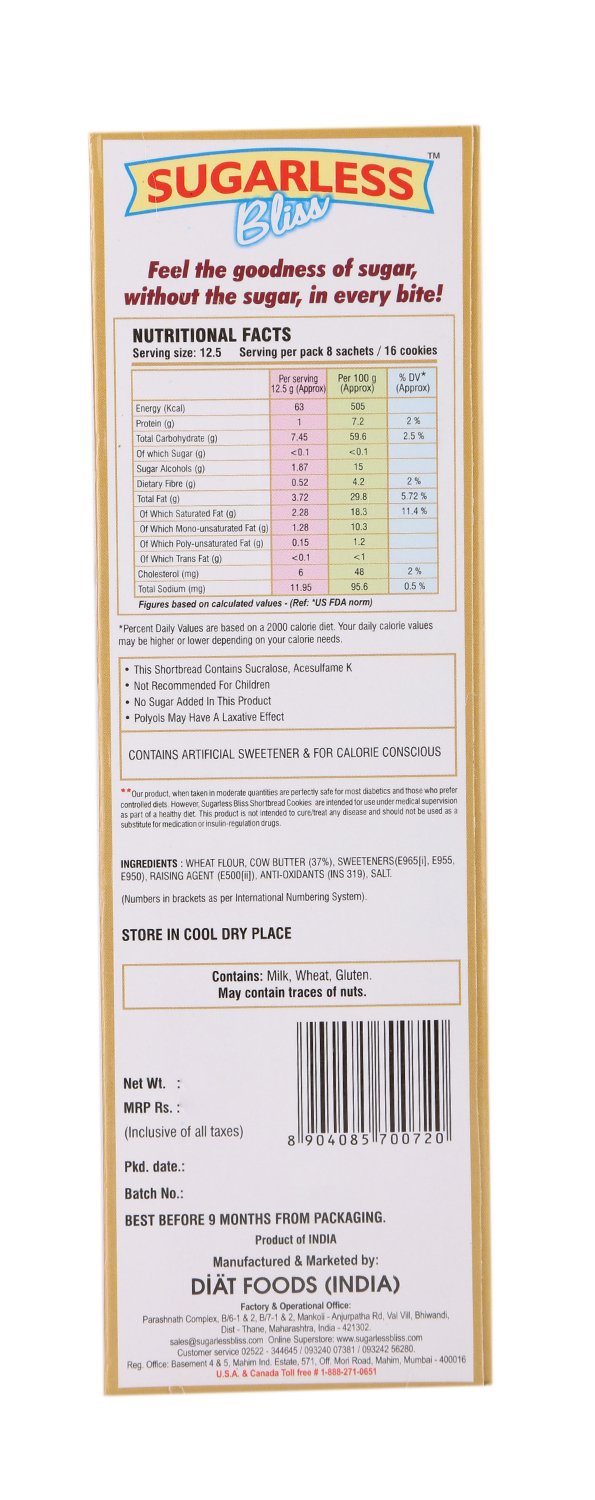 SUGARLESS™
Bliss
Feel the goodness of sugar,
without the sugar, in every bite!
NUTRITIONAL FACTS
Serving size: 12.5 Serving per pack 8 sachets / 16 cookies
Per serving 12.5 g (Approx) Per 100 g (Approx) % DV* (Approx)
Energy (Kcal) 63 505
Protein (g) 1 7.2 2 %
Total Carbohydrate (g) 7.45 59.6 2.5 %
Of which Sugar (g) <0.1 <0.1
Sugar Alcohols (g) 1.87 15
Dietary Fibre (g) 0.52 4.2 2 %
Total Fat (g) 3.72 29.8 5.72 %
Of Which Saturated Fat (g) 2.28 18.3 11.4 %
Of Which Mono-unsaturated Fat (g) 1.28 10.3
Of Which Poly-unsaturated Fat (g) 0.15 1.2
Of Which Trans Fat (g) <0.1 <1
Cholesterol (mg) 6 48 2 %
Total Sodium (mg) 11.95 95.6 0.5 %
Figures based on calculated values - (Ref: *US FDA norm)
*Percent Daily Values are based on a 2000 calorie diet. Your daily calorie values
may be higher or lower depending on your calorie needs.
• This Shortbread Contains Sucralose, Acesulfame K
• Not Recommended For Children
• No Sugar Added In This Product
• Polyols May Have A Laxative Effect
CONTAINS ARTIFICIAL SWEETENER & FOR CALORIE CONSCIOUS
**Our product, when taken in moderate quantities are perfectly safe for most diabetics and those who prefer
controlled diets. However, Sugarless Bliss Shortbread Cookies are intended for use under medical supervision
as part of a healthy diet. This product is not intended to cure/treat any disease and should not be used as a
substitute for medication or insulin-regulation drugs.
INGREDIENTS : WHEAT FLOUR, COW BUTTER (37%), SWEETENERS(E965[i], E955,
E950), RAISING AGENT (E500[ii]), ANTI-OXIDANTS (INS 319), SALT.
(Numbers in brackets as per International Numbering System).
STORE IN COOL DRY PLACE
Contains: Milk, Wheat, Gluten.
May contain traces of nuts.
Net Wt. :
MRP Rs. :
(Inclusive of all taxes)
8 904085 700720
Pkd. date.:
Batch No.:
BEST BEFORE 9 MONTHS FROM PACKAGING.
Product of INDIA
Manufactured & Marketed by:
DIÄT FOODS (INDIA)
Factory & Operational Office:
Parashnath Complex, B/6-1 & 2, B/7-1 & 2, Mankoli - Anjurpatha Rd, Val Vill, Bhiwandi,
Dist - Thane, Maharashtra, India - 421302.
sales@sugarlessbliss.com Online Superstore: www.sugarlessbliss.com
Customer service 02522 - 344645 / 093240 07381 / 093242 56280.
Reg. Office: Basement 4 & 5, Mahim Ind. Estate, 571, Off. Mori Road, Mahim, Mumbai - 400016
U.S.A. & Canada Toll free # 1-888-271-0651